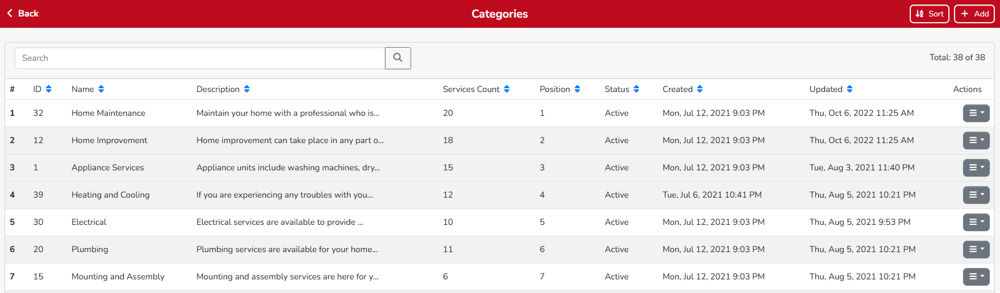 Back Categories Sort Add
Search Total: 38 of 38
# ID Name Description Services Count Position Status Created Updated Actions
1 32 Home Maintenance Maintain your home with a professional who is... 20 1 Active Mon, Jul 12, 2021 9:03 PM Thu, Oct 6, 2022 11:25 AM
2 12 Home Improvement Home improvement can take place in any part o... 18 2 Active Mon, Jul 12, 2021 9:03 PM Thu, Oct 6, 2022 11:25 AM
3 1 Appliance Services Appliance units include washing machines, dry... 15 3 Active Mon, Jul 12, 2021 9:03 PM Tue, Aug 3, 2021 11:40 PM
4 39 Heating and Cooling If you are experiencing any troubles with you... 12 4 Active Tue, Jul 6, 2021 10:41 PM Thu, Aug 5, 2021 10:21 PM
5 30 Electrical Electrical services are available to provide ... 10 5 Active Mon, Jul 12, 2021 9:03 PM Thu, Aug 5, 2021 9:53 PM
6 20 Plumbing Plumbing services are available for your home... 11 6 Active Mon, Jul 12, 2021 9:03 PM Thu, Aug 5, 2021 10:21 PM
7 15 Mounting and Assembly Mounting and assembly services are here for y... 6 7 Active Mon, Jul 12, 2021 9:03 PM Thu, Aug 5, 2021 10:21 PM